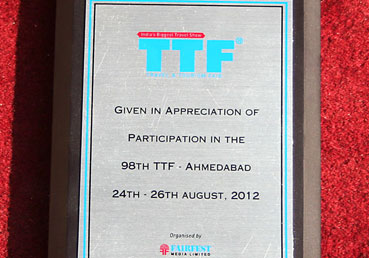 India's Biggest Travel Show
TTF
GIVEN IN APPRECIATION OF
PARTICIPATION IN THE
98TH TTF - AHMEDABAD
24TH - 26TH AUGUST, 2012
Organised by
FAIRFEST
MEDIA LIMITED